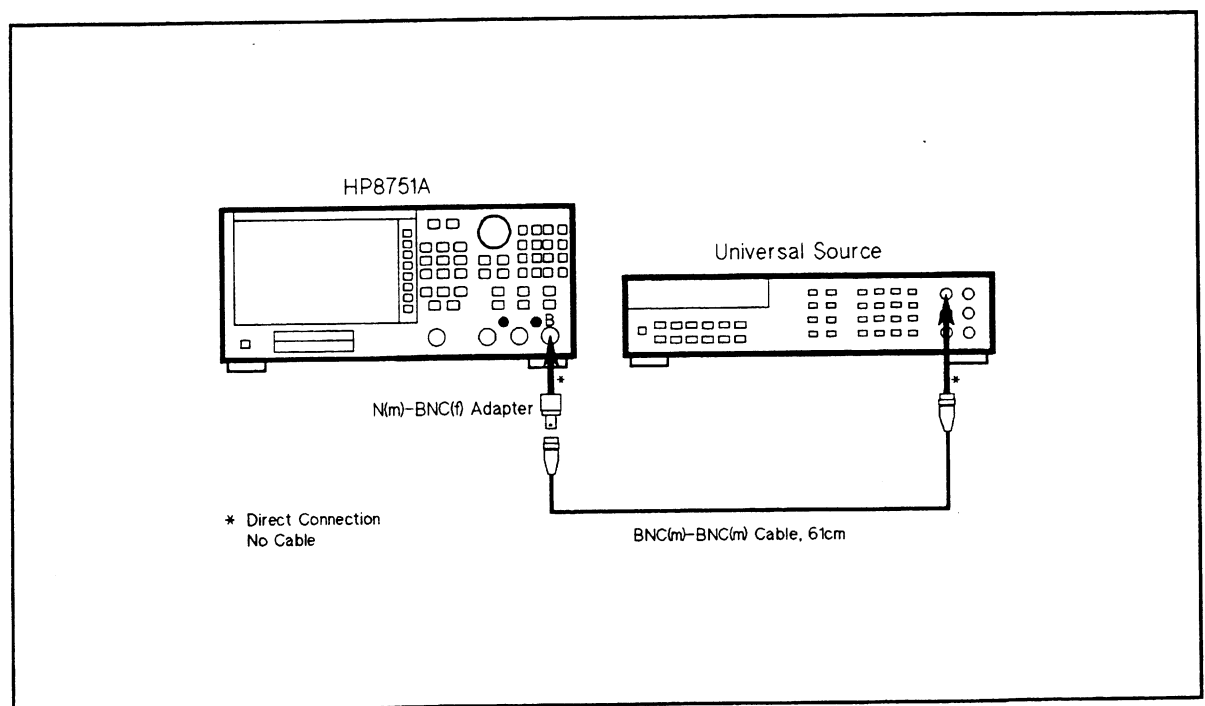 HP8751A
Universal Source
B
*
*
N(m)-BNC(f) Adapter
* Direct Connection
No Cable
BNC(m)-BNC(m) Cable, 61cm